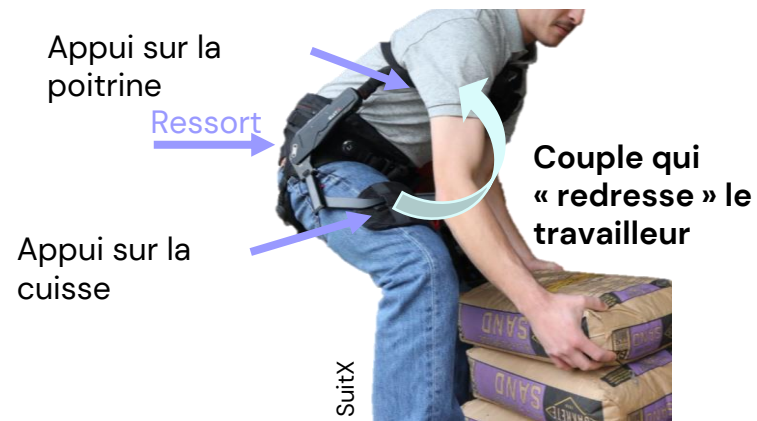 Appui sur la
poitrine
Ressort
Couple qui
« redresse » le
travailleur
Appui sur la
cuisse
SuitX
SAND
SAND